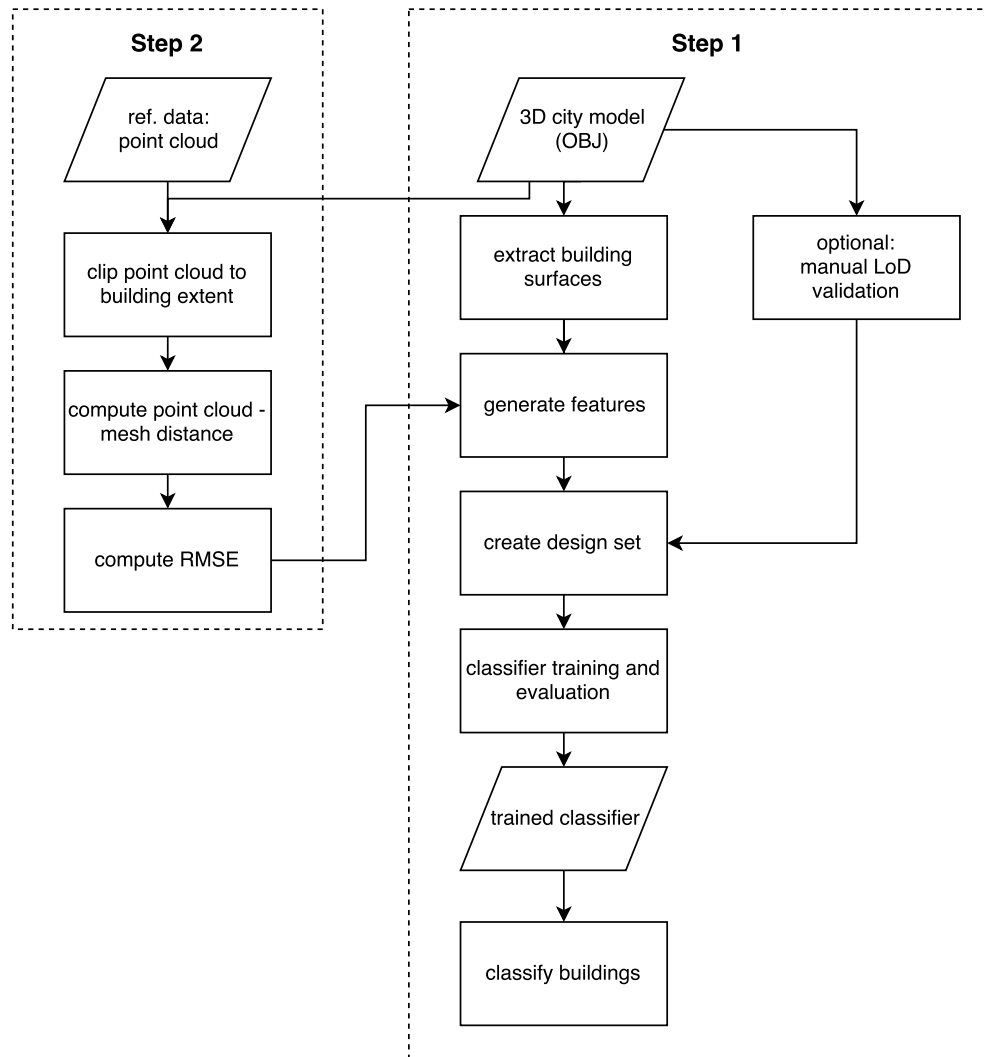 Step 2
ref. data:
point cloud
clip point cloud to
building extent
compute point cloud -
mesh distance
compute RMSE
Step 1
3D city model
(OBJ)
extract building
surfaces
optional:
manual LoD
validation
generate features
create design set
classifier training and
evaluation
trained classifier
classify buildings